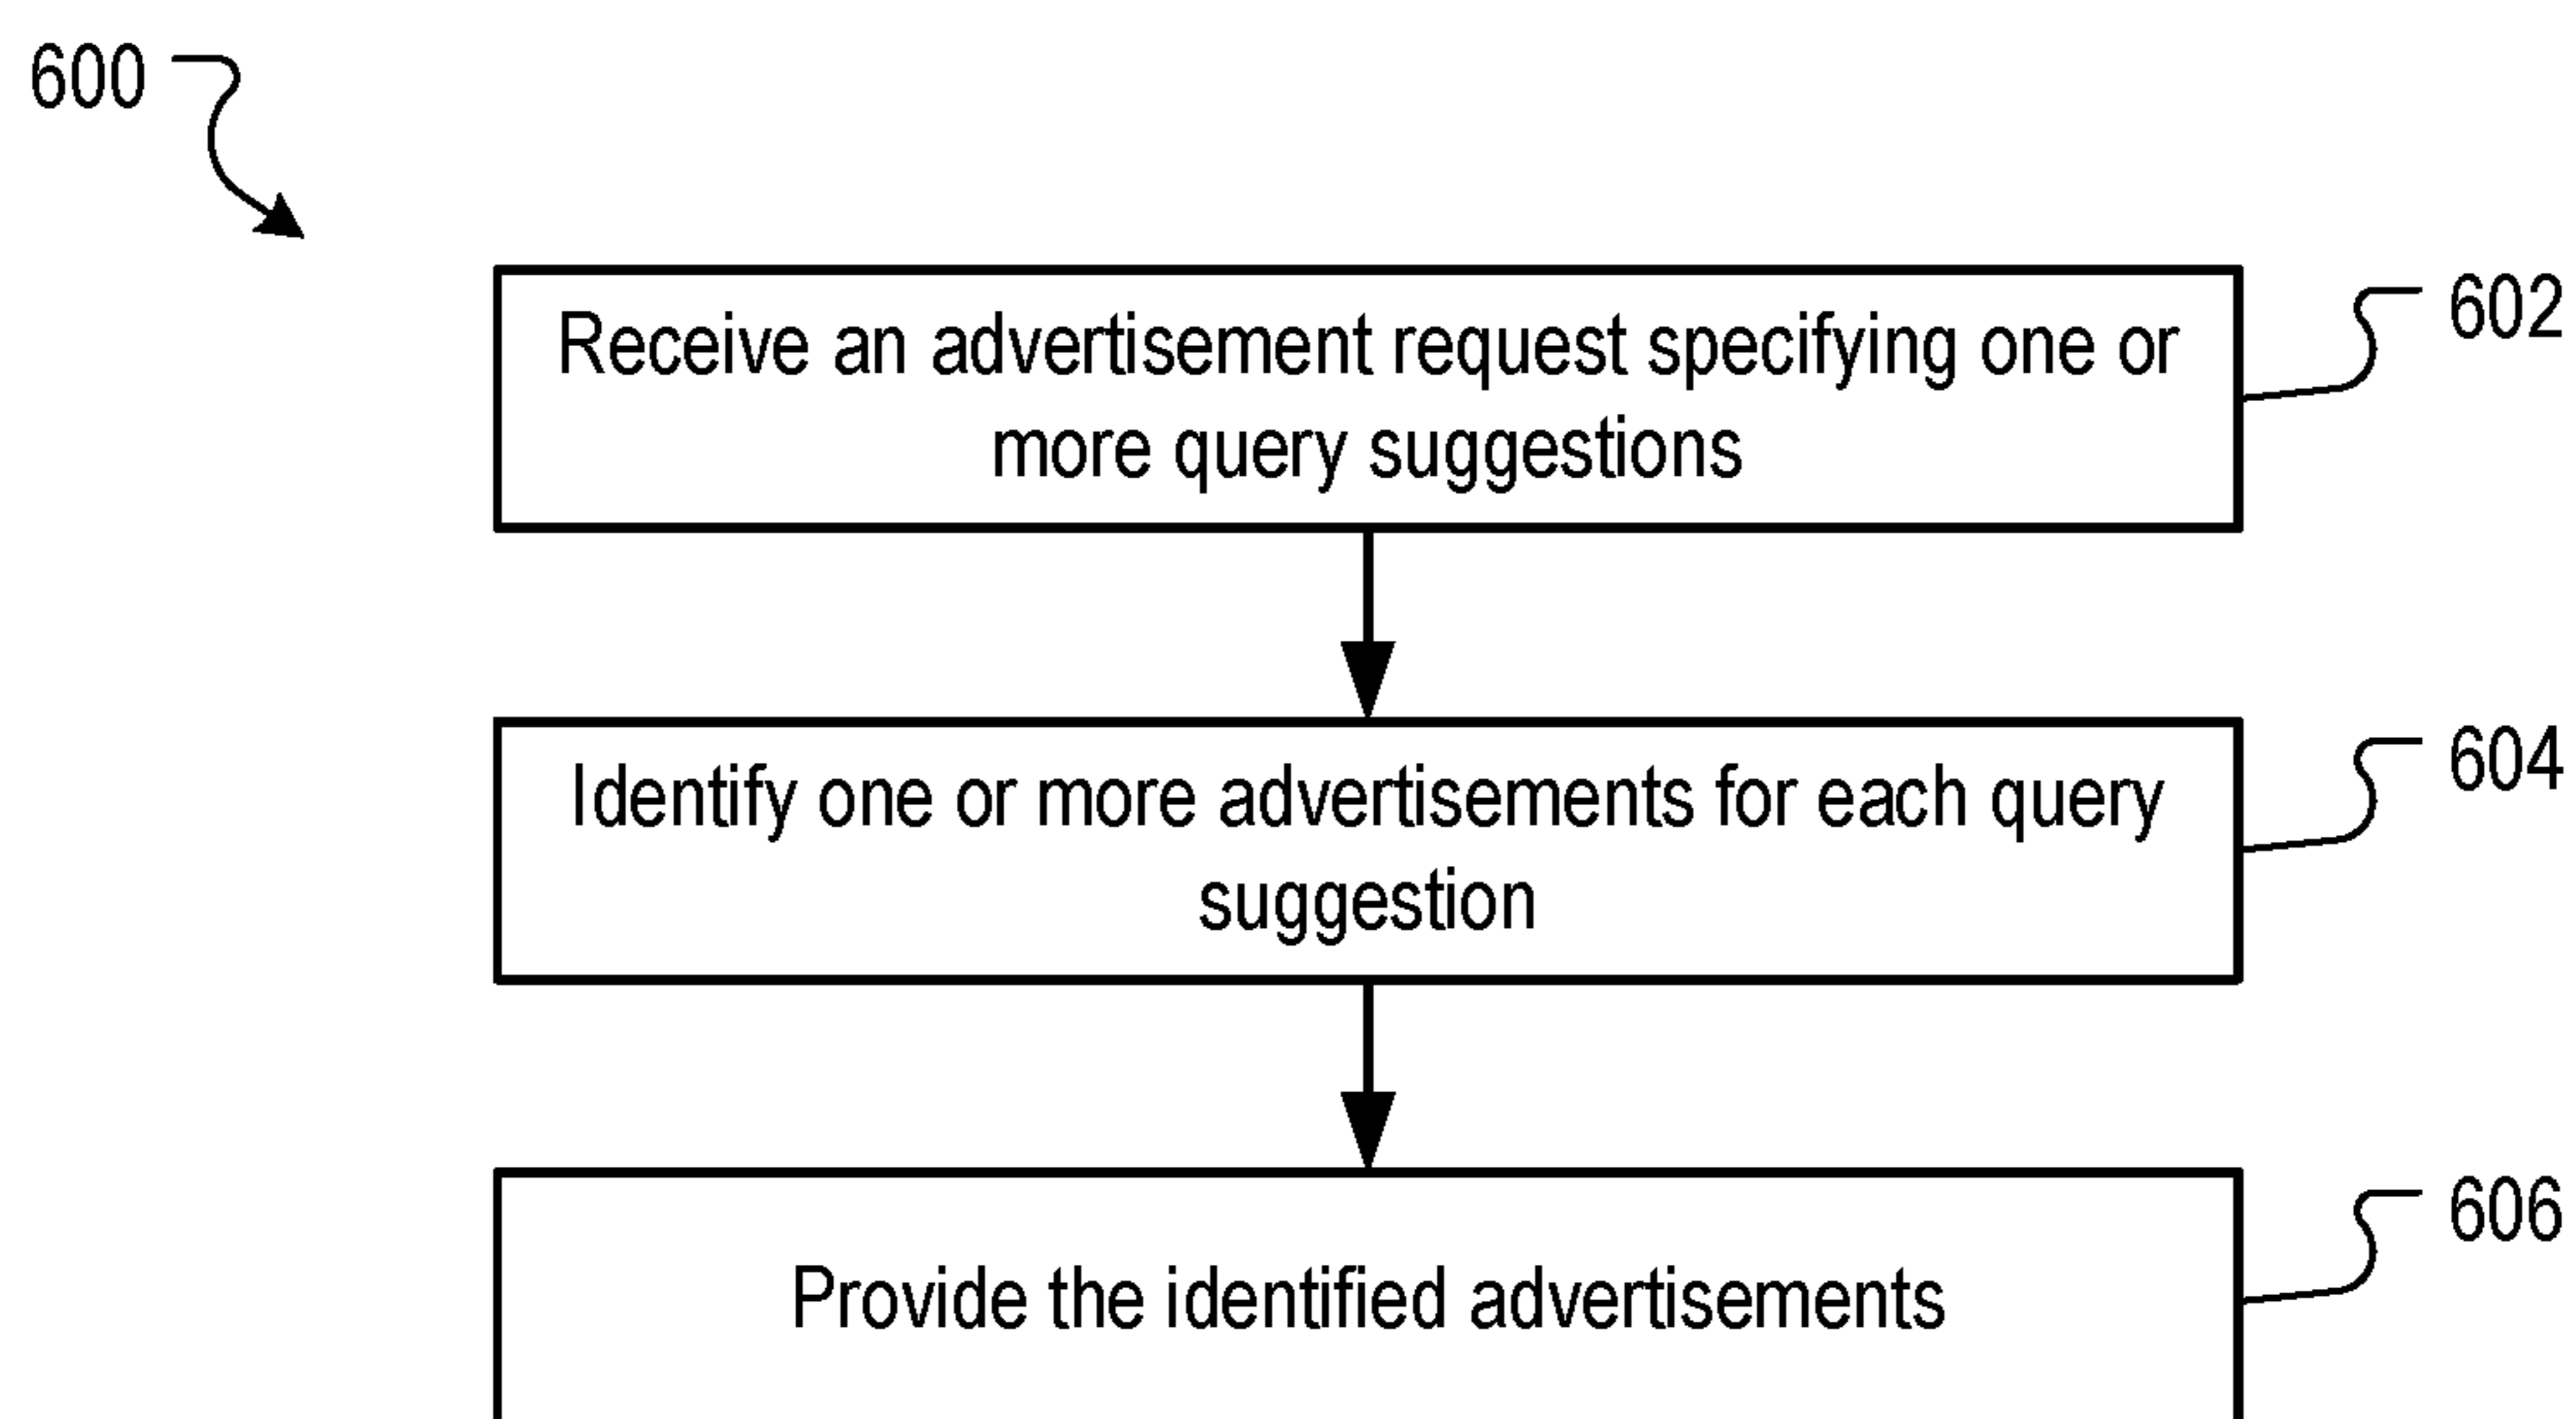 600
Receive an advertisement request specifying one or
more query suggestions
602
Identify one or more advertisements for each query
suggestion
604
Provide the identified advertisements
606